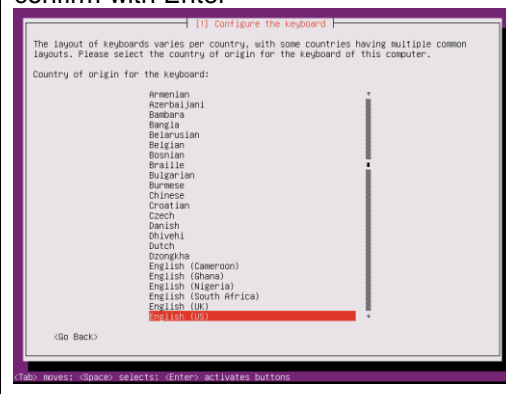 confirm with Enter
[!] Configure the keyboard
The layout of keyboards varies per country, with some countries having multiple common
layouts. Please select the country of origin for the keyboard of this computer.
Country of origin for the keyboard:
Armenian
Azerbaijani
Bambara
Bangla
Belarusian
Belgian
Bosnian
Braille
Bulgarian
Burmese
Chinese
Croatian
Czech
Danish
Dhivehi
Dutch
Dzongkha
English (Cameroon)
English (Ghana)
English (Nigeria)
English (South Africa)
English (UK)
English (US)
<Go Back>
<Tab> moves; <Space> selects; <Enter> activates buttons